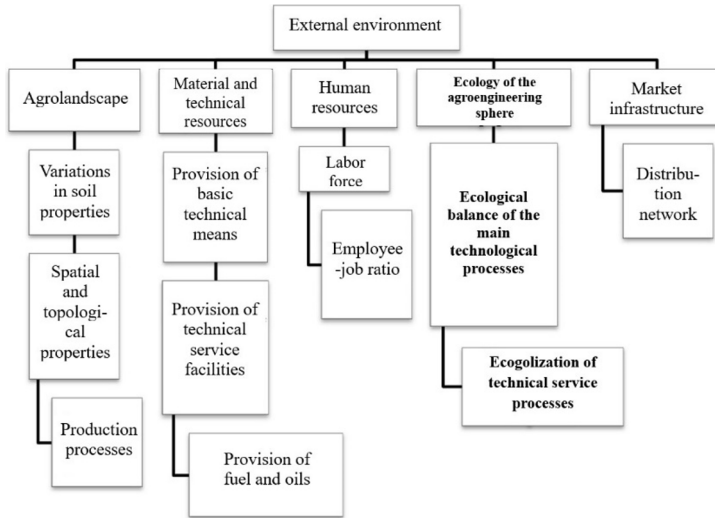 External environment
Agrolandscape
Variations
in soil
properties
Spatial
and
topologi-
cal
properties
Production
processes
Material and
technical
resources
Provision of
basic
technical
means
Provision of
technical
service
facilities
Provision of
fuel and oils
Human
resources
Labor
force
Employee
-job ratio
Ecology of the
agroengineering
sphere
Ecological
balance of the
main
technological
processes
Ecogolization of
technical service
processes
Market
infrastructure
Distribu-
tion
network